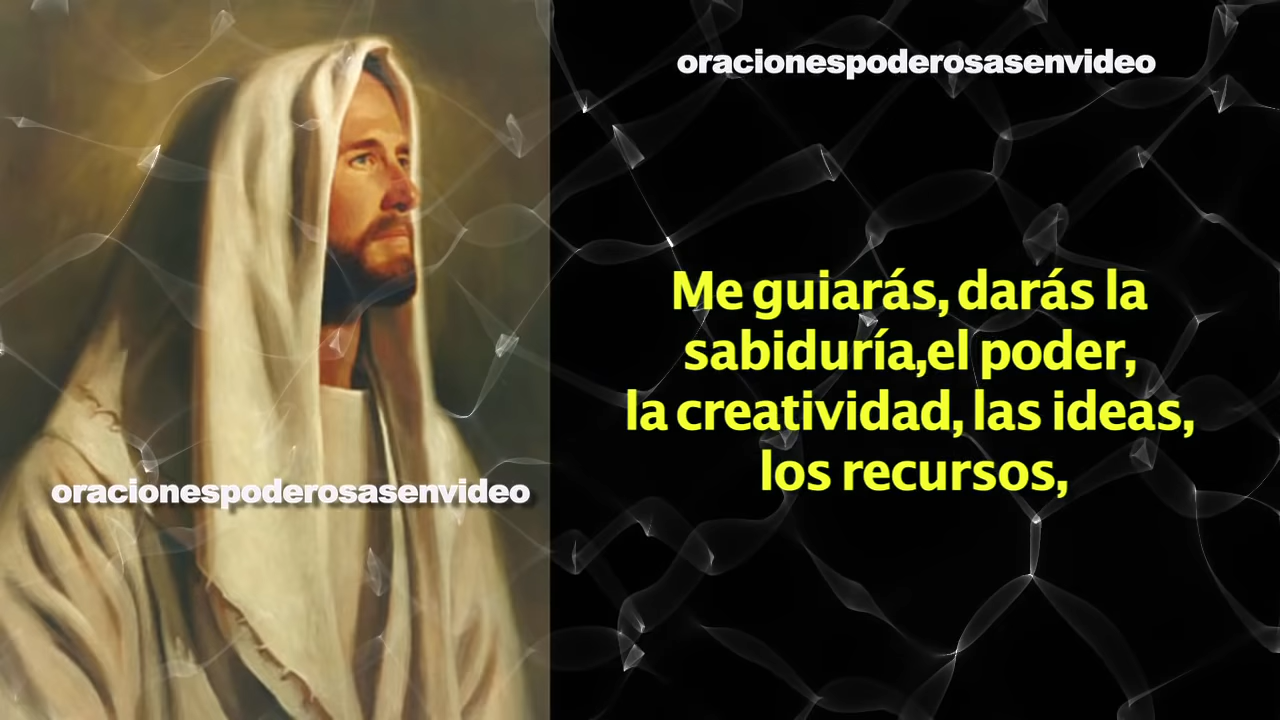 oracionespoderosasenvideo
Me guiarás, darás la
sabiduría,el poder,
la creatividad, las ideas,
los recursos,
oracionespoderosasenvideo